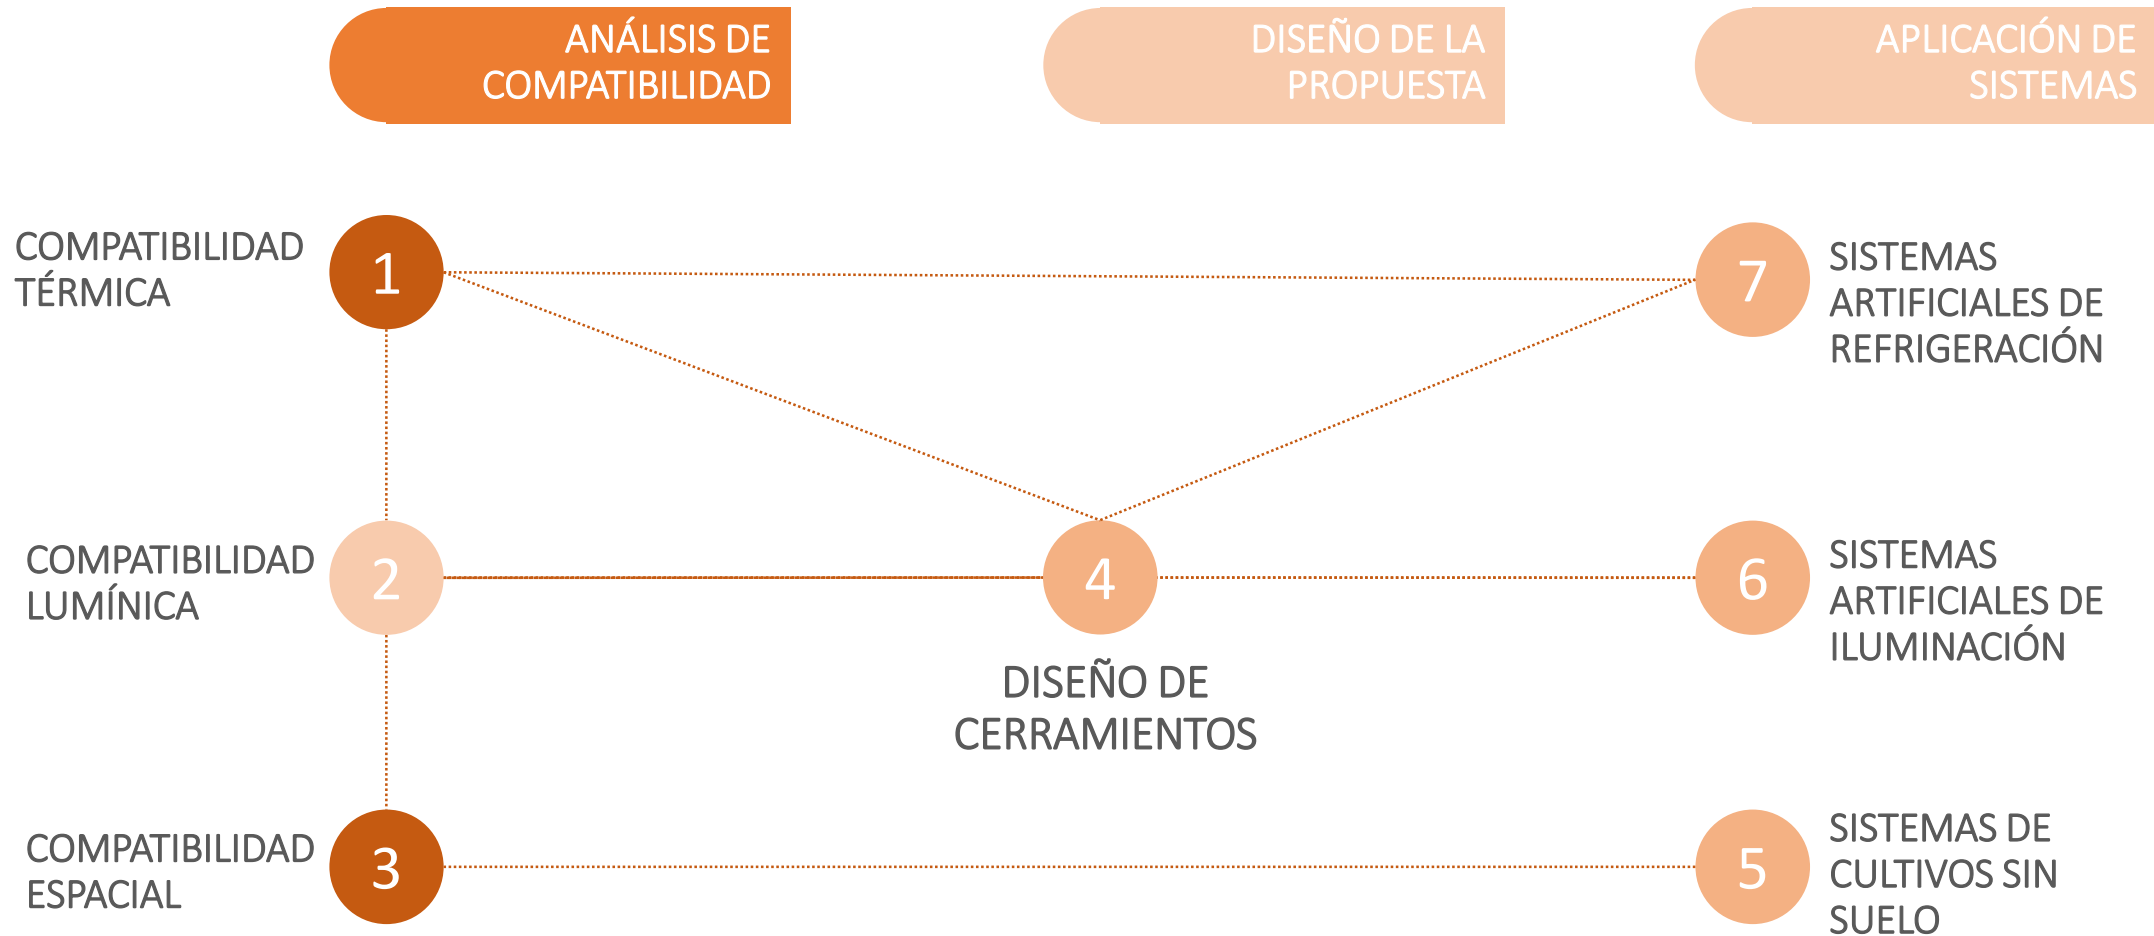 ANÁLISIS DE
COMPATIBILIDAD
DISEÑO DE LA
PROPUESTA
APLICACIÓN DE
SISTEMAS
COMPATIBILIDAD
TÉRMICA
1
7
SISTEMAS
ARTIFICIALES DE
REFRIGERACIÓN
COMPATIBILIDAD
LUMÍNICA
2
4
DISEÑO DE
CERRAMIENTOS
6
SISTEMAS
ARTIFICIALES DE
ILUMINACIÓN
COMPATIBILIDAD
ESPACIAL
3
5
SISTEMAS DE
CULTIVOS SIN
SUELO